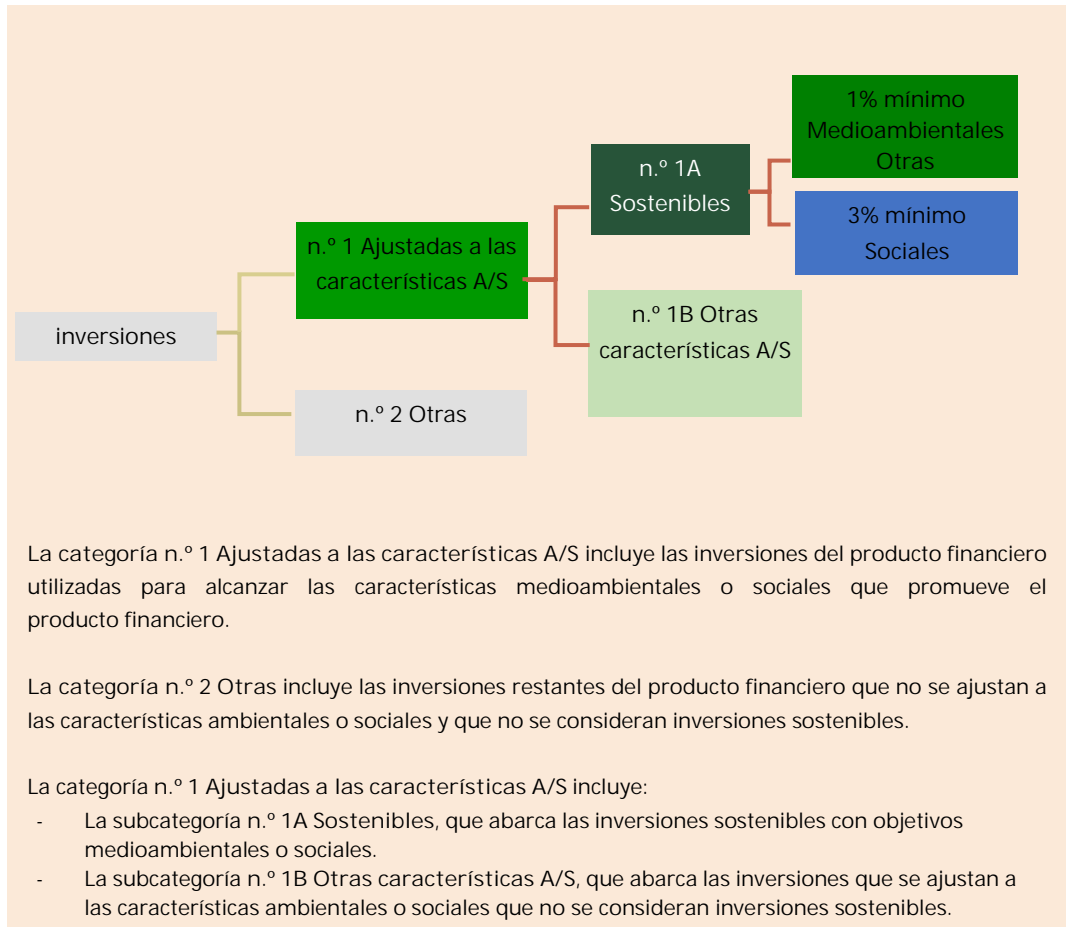 1% mínimo
Medioambientales
Otras
n.º 1A
Sostenibles
3% mínimo
Sociales
n.º 1 Ajustadas a las
características A/S
n.º 1B Otras
características A/S
inversiones
n.º 2 Otras
La categoría n.º 1 Ajustadas a las características A/S incluye las inversiones del producto financiero
utilizadas para alcanzar las características medioambientales o sociales que promueve el
producto financiero.
La categoría n.º 2 Otras incluye las inversiones restantes del producto financiero que no se ajustan a
las características ambientales o sociales y que no se consideran inversiones sostenibles.
La categoría n.º 1 Ajustadas a las características A/S incluye:
- La subcategoría n.º 1A Sostenibles, que abarca las inversiones sostenibles con objetivos
medioambientales o sociales.
- La subcategoría n.º 1B Otras características A/S, que abarca las inversiones que se ajustan a
las características ambientales o sociales que no se consideran inversiones sostenibles.